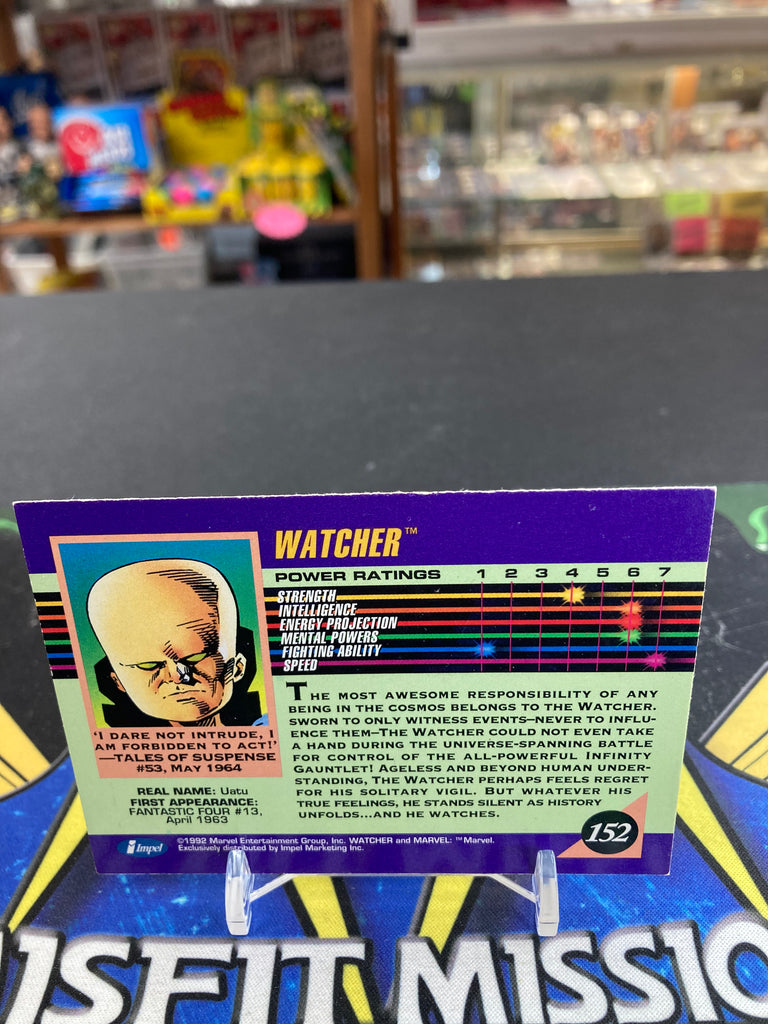 WATCHER™
POWER RATINGS 1 2 3 4 5 6 7
STRENGTH
INTELLIGENCE
ENERGY PROJECTION
MENTAL POWERS
FIGHTING ABILITY
SPEED
'I DARE NOT INTRUDE, I
AM FORBIDDEN TO ACT!'
—TALES OF SUSPENSE
#53, MAY 1964
REAL NAME: Uatu
FIRST APPEARANCE:
FANTASTIC FOUR #13,
April 1963
THE MOST AWESOME RESPONSIBILITY OF ANY
BEING IN THE COSMOS BELONGS TO THE WATCHER.
SWORN TO ONLY WITNESS EVENTS—NEVER TO INFLU-
ENCE THEM—THE WATCHER COULD NOT EVEN TAKE
A HAND DURING THE UNIVERSE-SPANNING BATTLE
FOR CONTROL OF THE ALL-POWERFUL INFINITY
GAUNTLET! AGELESS AND BEYOND HUMAN UNDER-
STANDING, THE WATCHER PERHAPS FEELS REGRET
FOR HIS SOLITARY VIGIL. BUT WHATEVER HIS
TRUE FEELINGS, HE STANDS SILENT AS HISTORY
UNFOLDS...AND HE WATCHES.
152
Impel
©1992 Marvel Entertainment Group, Inc. WATCHER and MARVEL: ™Marvel.
Exclusively distributed by Impel Marketing Inc.
ISFIT MISSIO